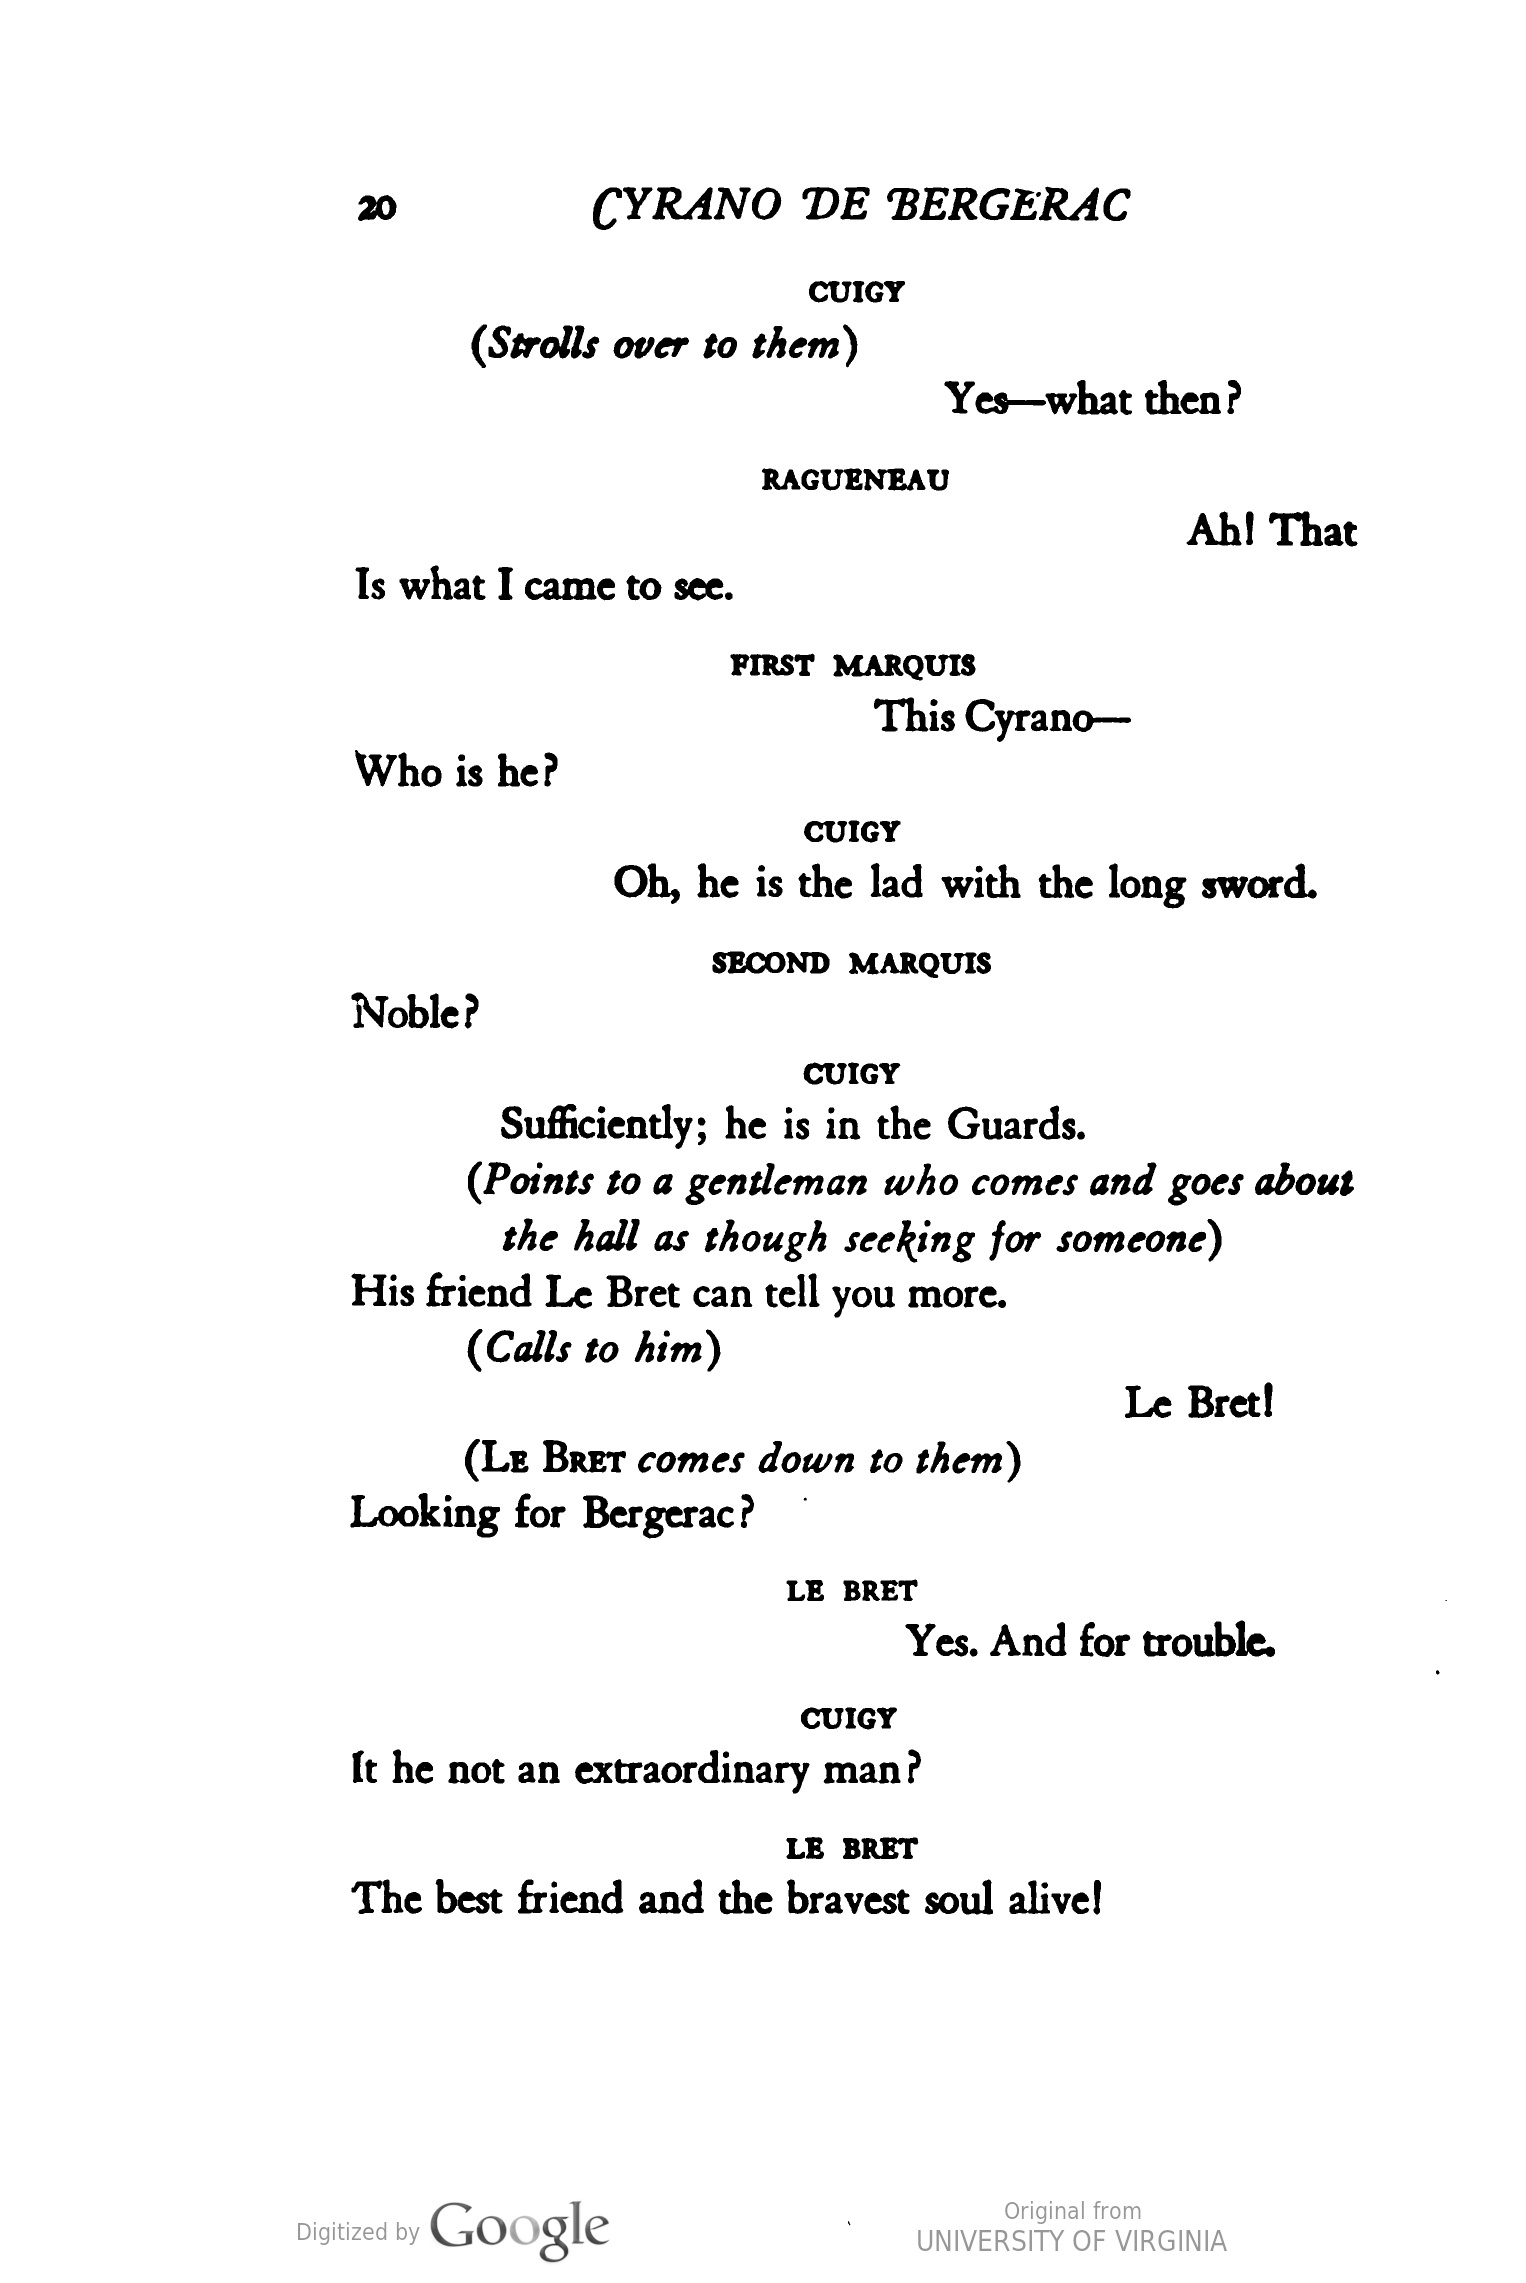 20 CYRANO DE BERGERAC
CUIGY
(Strolls over to them)
Yes—what then?
RAGUENEAU
Ah! That
Is what I came to see.
FIRST MARQUIS
This Cyrano—
Who is he?
CUIGY
Oh, he is the lad with the long sword.
SECOND MARQUIS
Noble?
CUIGY
Sufficiently; he is in the Guards.
(Points to a gentleman who comes and goes about
the hall as though seeking for someone)
His friend Le Bret can tell you more.
(Calls to him)
Le Bret!
(LE BRET comes down to them)
Looking for Bergerac?
LE BRET
Yes. And for trouble.
CUIGY
It he not an extraordinary man?
LE BRET
The best friend and the bravest soul alive!
Digitized by Google
Original from
UNIVERSITY OF VIRGINIA